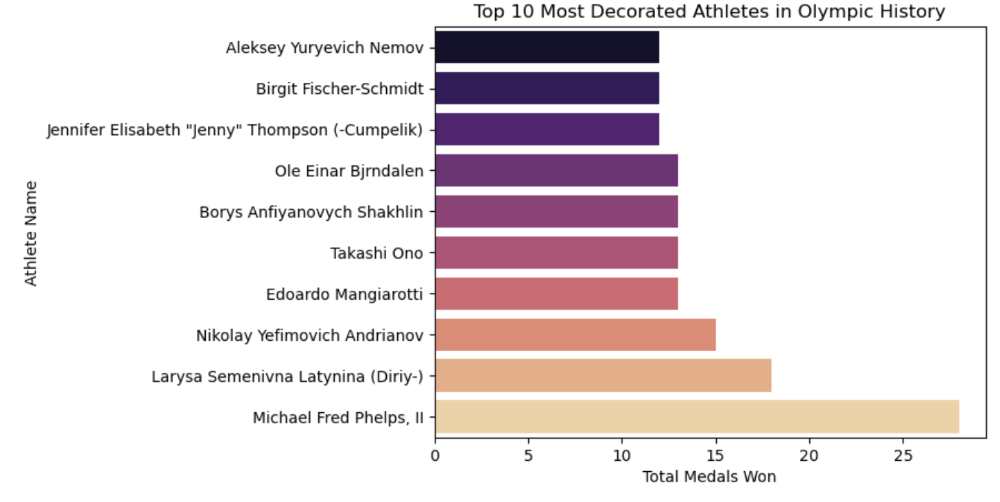 Top 10 Most Decorated Athletes in Olympic History
Aleksey Yuryevich Nemov
Birgit Fischer-Schmidt
Jennifer Elisabeth "Jenny" Thompson (-Cumpelik)
Ole Einar Bjrndalen
Borys Anfiyanovych Shakhlin
Takashi Ono
Edoardo Mangiarotti
Nikolay Yefimovich Andrianov
Larysa Semenivna Latynina (Diriy-)
Michael Fred Phelps, II
Athlete Name
0 5 10 15 20 25
Total Medals Won